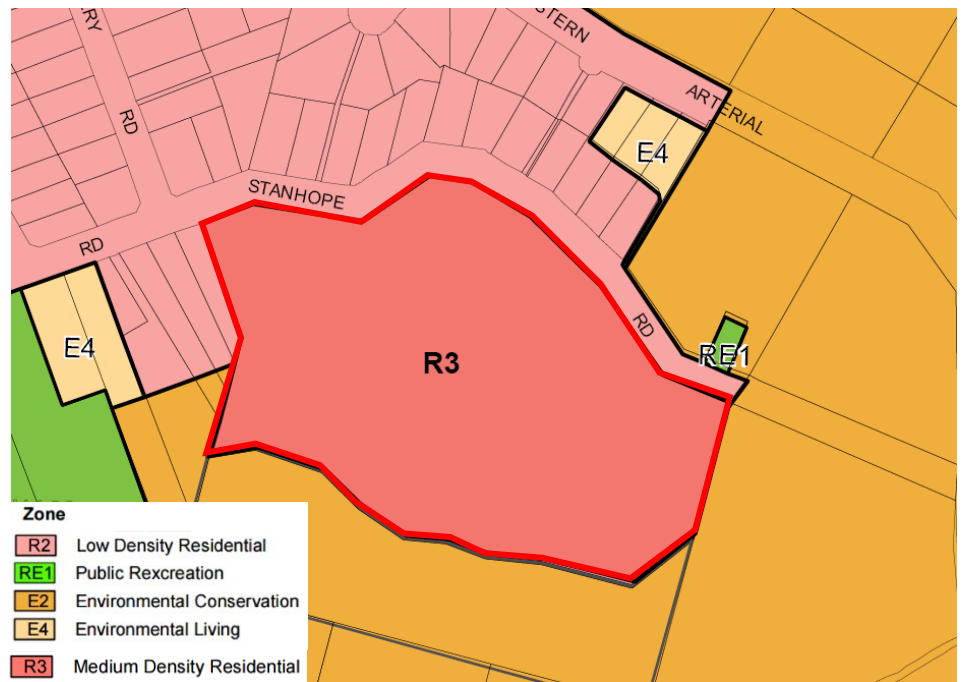 STERN
ARTERIAL
RY
RD
E4
STANHOPE
RD
RD
E4
RE1
R3
Zone
R2 Low Density Residential
RE1 Public Rexcreation
E2 Environmental Conservation
E4 Environmental Living
R3 Medium Density Residential